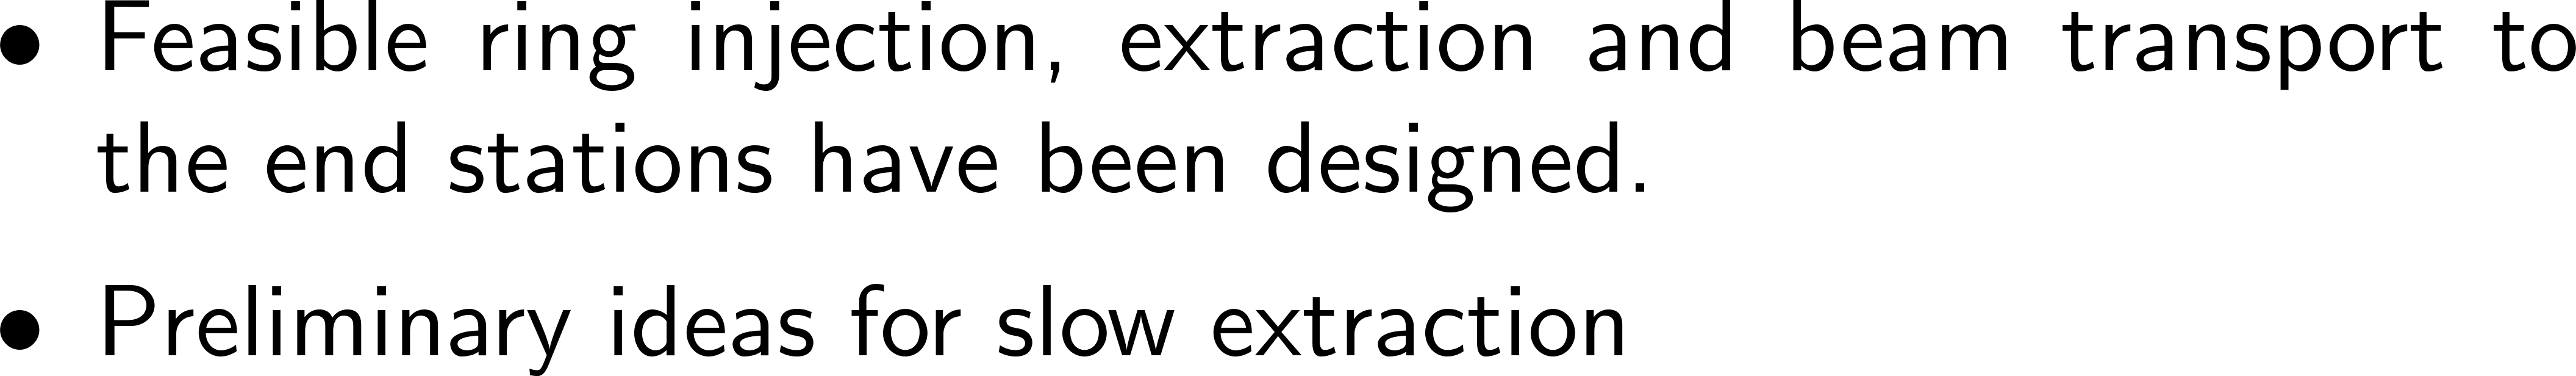 • Feasible ring injection, extraction and beam transport to
the end stations have been designed.
• Preliminary ideas for slow extraction